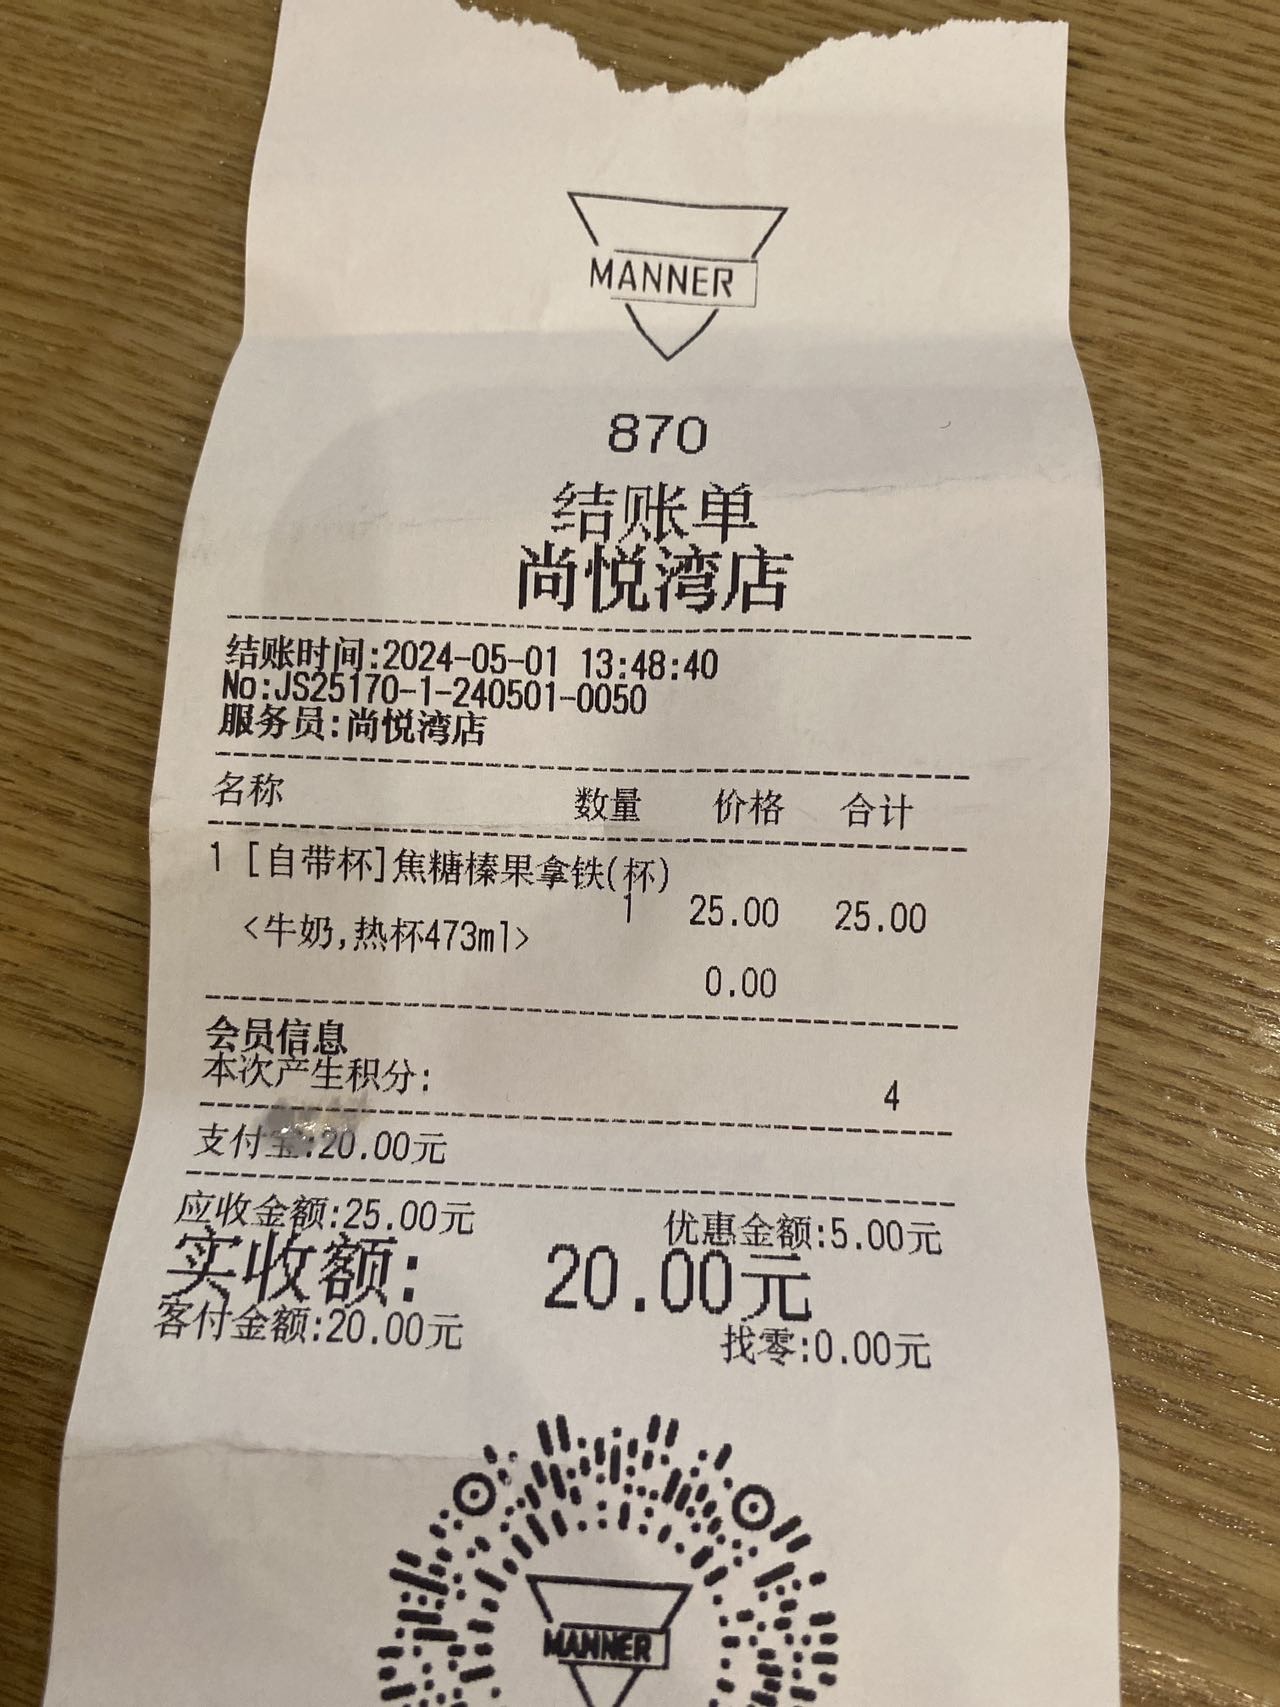 MANNER
870
结账单
尚悦湾店
结账时间:2024-05-01 13:48:40
No:JS25170-1-240501-0050
服务员:尚悦湾店
名称 数量 价格 合计
1 [自带杯]焦糖榛果拿铁(杯)
1 25.00 25.00
<牛奶,热杯473ml>
0.00
会员信息
本次产生积分: 4
支付宝:20.00元
应收金额:25.00元 优惠金额:5.00元
实收额: 20.00元
客付金额:20.00元 找零:0.00元
MANNER